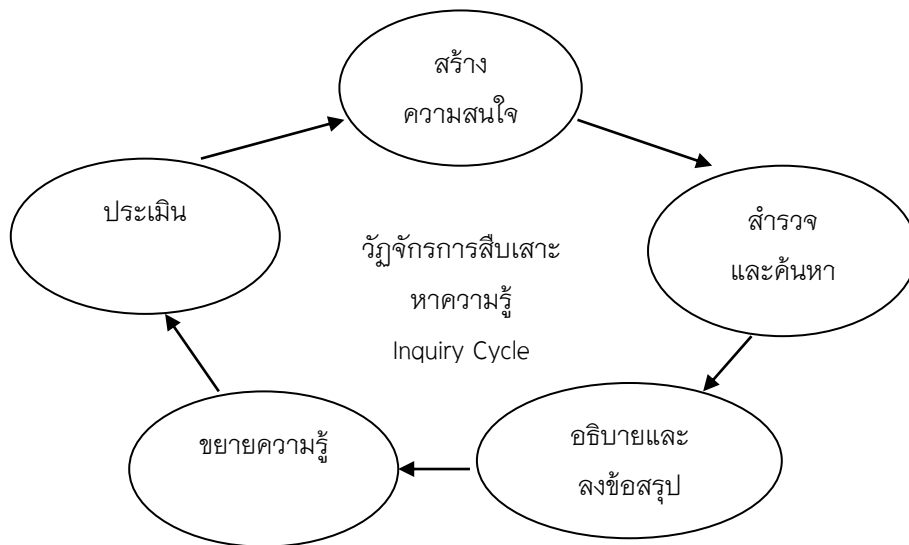 สร้าง
ความสนใจ
สำรวจ
และค้นหา
อธิบายและ
ลงข้อสรุป
ขยายความรู้
ประเมิน
วัฏจักรการสืบเสาะ
หาความรู้
Inquiry Cycle